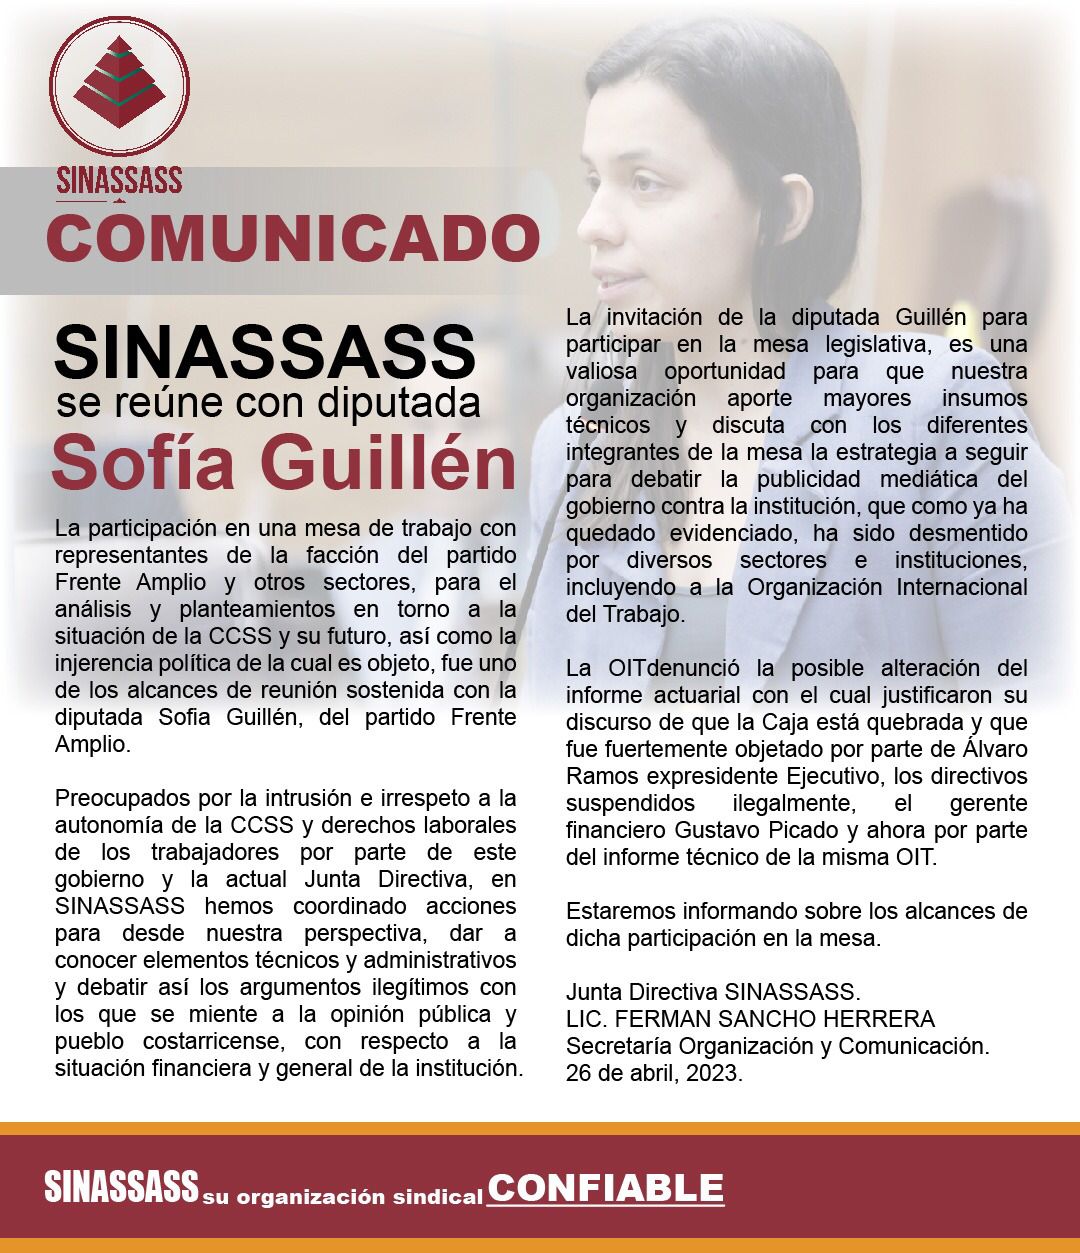 SINASSASS
COMUNICADO
SINASSASS
se reúne con diputada
Sofía Guillén
La participación en una mesa de trabajo con
representantes de la facción del partido
Frente Amplio y otros sectores, para el
análisis y planteamientos en torno a la
situación de la CCSS y su futuro, así como la
injerencia política de la cual es objeto, fue uno
de los alcances de reunión sostenida con la
diputada Sofia Guillén, del partido Frente
Amplio.
Preocupados por la intrusión e irrespeto a la
autonomía de la CCSS y derechos laborales
de los trabajadores por parte de este
gobierno y la actual Junta Directiva, en
SINASSASS hemos coordinado acciones
para desde nuestra perspectiva, dar a
conocer elementos técnicos y administrativos
y debatir así los argumentos ilegítimos con
los que se miente a la opinión pública y
pueblo costarricense, con respecto a la
situación financiera y general de la institución.
La invitación de la diputada Guillén para
participar en la mesa legislativa, es una
valiosa oportunidad para que nuestra
organización aporte mayores insumos
técnicos y discuta con los diferentes
integrantes de la mesa la estrategia a seguir
para debatir la publicidad mediática del
gobierno contra la institución, que como ya ha
quedado evidenciado, ha sido desmentido
por diversos sectores e instituciones,
incluyendo a la Organización Internacional
del Trabajo.
La OITdenunció la posible alteración del
informe actuarial con el cual justificaron su
discurso de que la Caja está quebrada y que
fue fuertemente objetado por parte de Álvaro
Ramos expresidente Ejecutivo, los directivos
suspendidos ilegalmente, el gerente
financiero Gustavo Picado y ahora por parte
del informe técnico de la misma OIT.
Estaremos informando sobre los alcances de
dicha participación en la mesa.
Junta Directiva SINASSASS.
LIC. FERMAN SANCHO HERRERA
Secretaría Organización y Comunicación.
26 de abril, 2023.
SINASSASS su organización sindical CONFIABLE